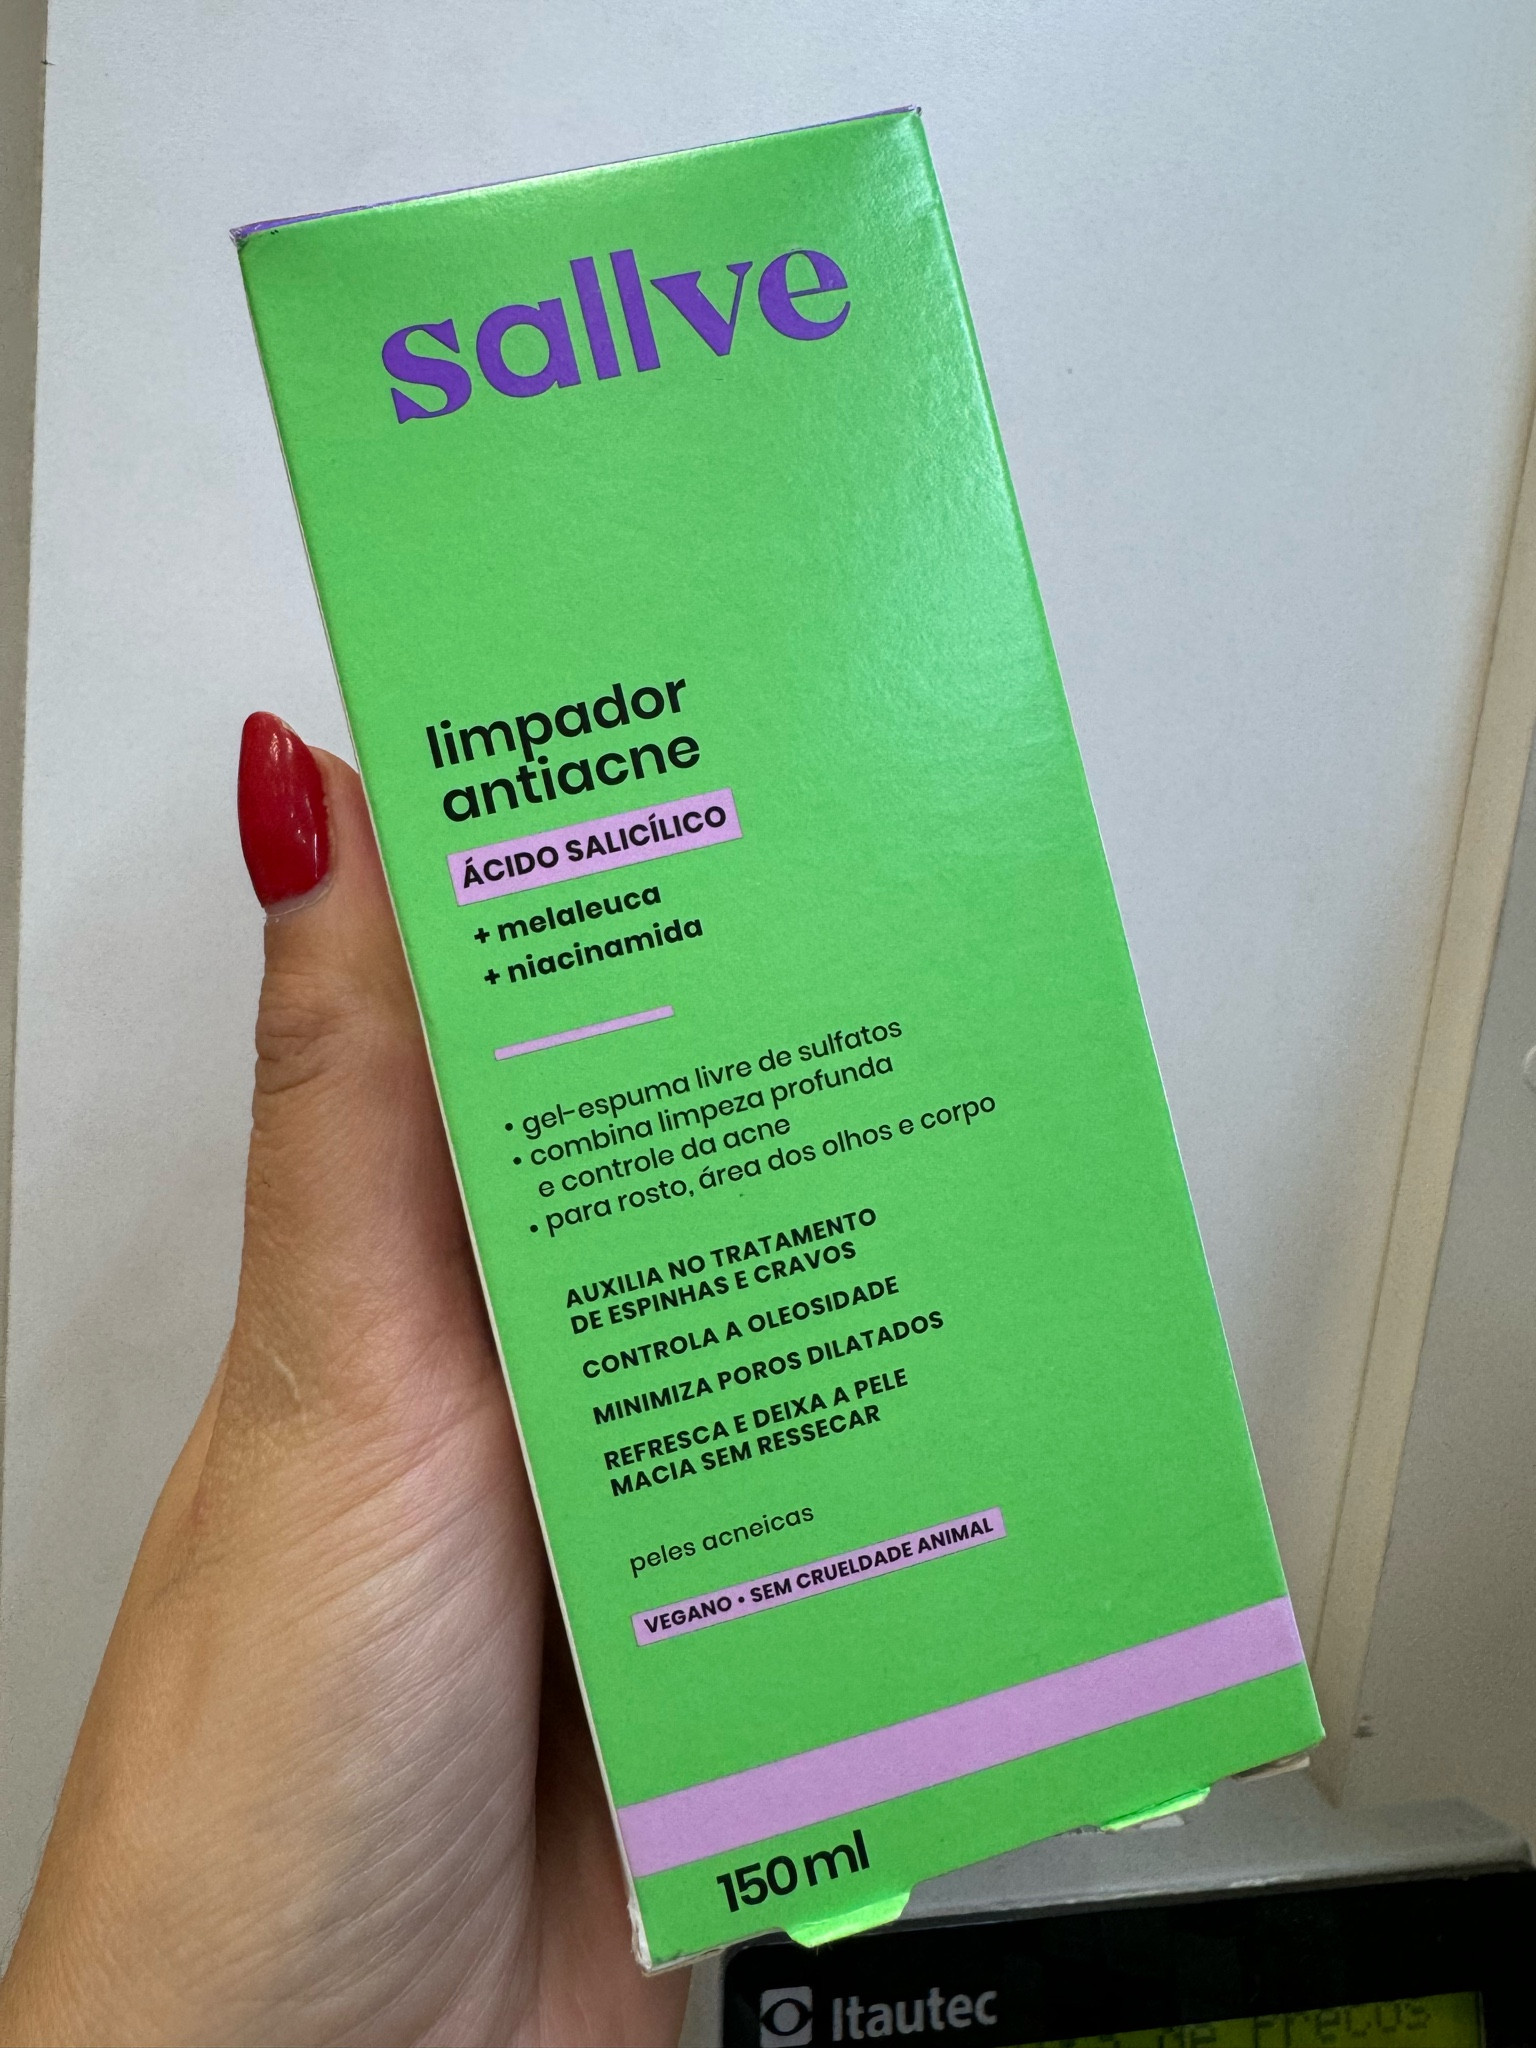 sallve
limpador
antiacne
ÁCIDO SALICÍLICO
+ melaleuca
+ niacinamida
• gel-espuma livre de sulfatos
• combina limpeza profunda
e controle da acne
• para rosto, área dos olhos e corpo
AUXILIA NO TRATAMENTO
DE ESPINHAS E CRAVOS
CONTROLA A OLEOSIDADE
MINIMIZA POROS DILATADOS
REFRESCA E DEIXA A PELE
MACIA SEM RESSECAR
peles acneicas
VEGANO • SEM CRUELDADE ANIMAL
150 ml
Itautec
de Precos